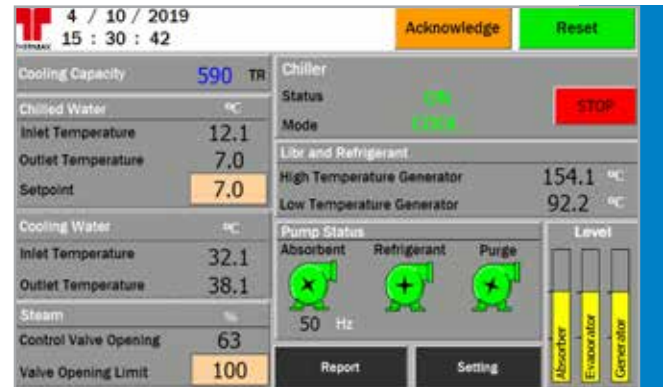 4 / 10 / 2019
15 : 30 : 42
Acknowledge
Reset
Cooling Capacity 590 TR
Chilled Water °C
Inlet Temperature 12.1
Outlet Temperature 7.0
Setpoint 7.0
Cooling Water °C
Inlet Temperature 32.1
Outlet Temperature 38.1
Steam %
Control Valve Opening 63
Valve Opening Limit 100
Chiller
Status ON
Mode
STOP
Libr and Refrigerant
High Temperature Generator 154.1 °C
Low Temperature Generator 92.2 °C
Pump Status
Absorbent Refrigerant Purge
50 Hz
Report
Setting
Level
Absorber
Evaporator
Generator